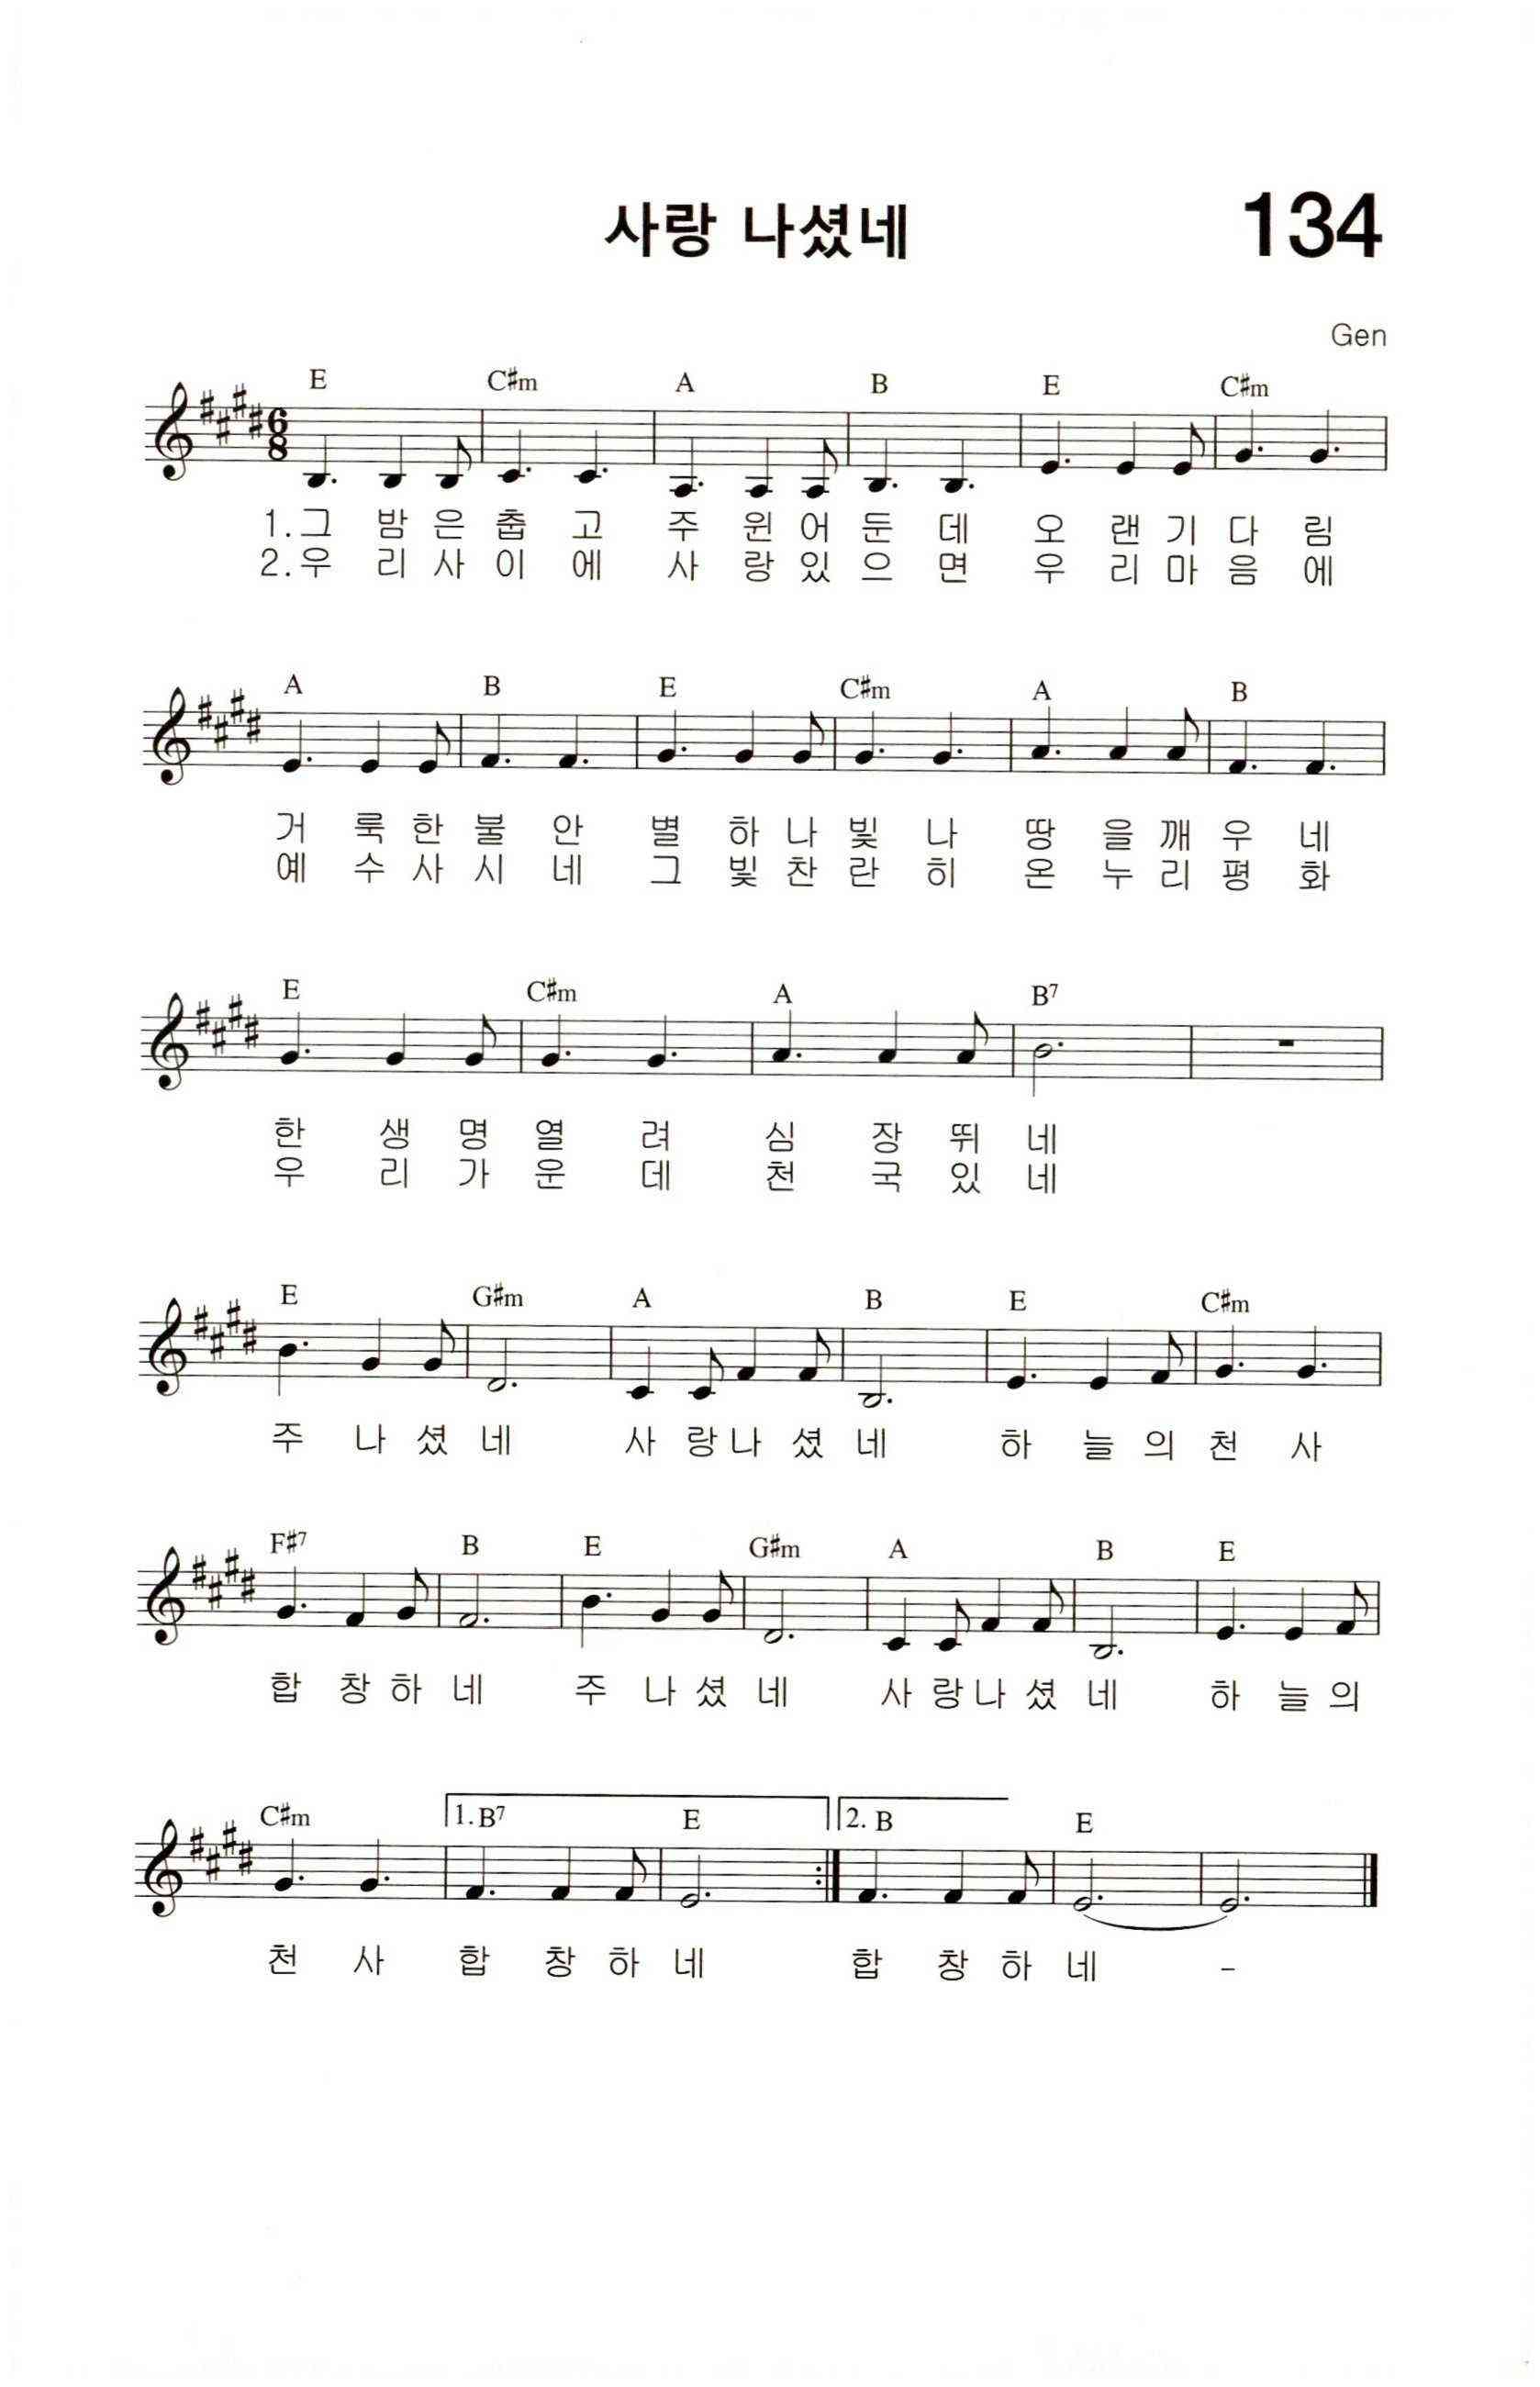 사랑 나셨네
134
Gen
E C#m A B E C#m
1.그 밤 은 춥 고 주 윈 어 둔 데 오 랜 기 다 림
2.우 리 사 이 에 사 랑 있 으 면 우 리 마 음 에
A B E C#m A B
거 룩 한 불 안 별 하 나 빛 나 땅 을 깨 우 네
예 수 사 시 네 그 빛 찬 란 히 온 누 리 평 화
E C#m A B7
한 생 명 열 려 심 장 뛰 네
우 리 가 운 데 천 국 있 네
E G#m A B E C#m
주 나 셨 네 사 랑 나 셨 네 하 늘 의 천 사
F#7 B E G#m A B E
합 창 하 네 주 나 셨 네 사 랑 나 셨 네 하 늘 의
C#m 1. B7 E 2. B E
천 사 합 창 하 네 합 창 하 네 -